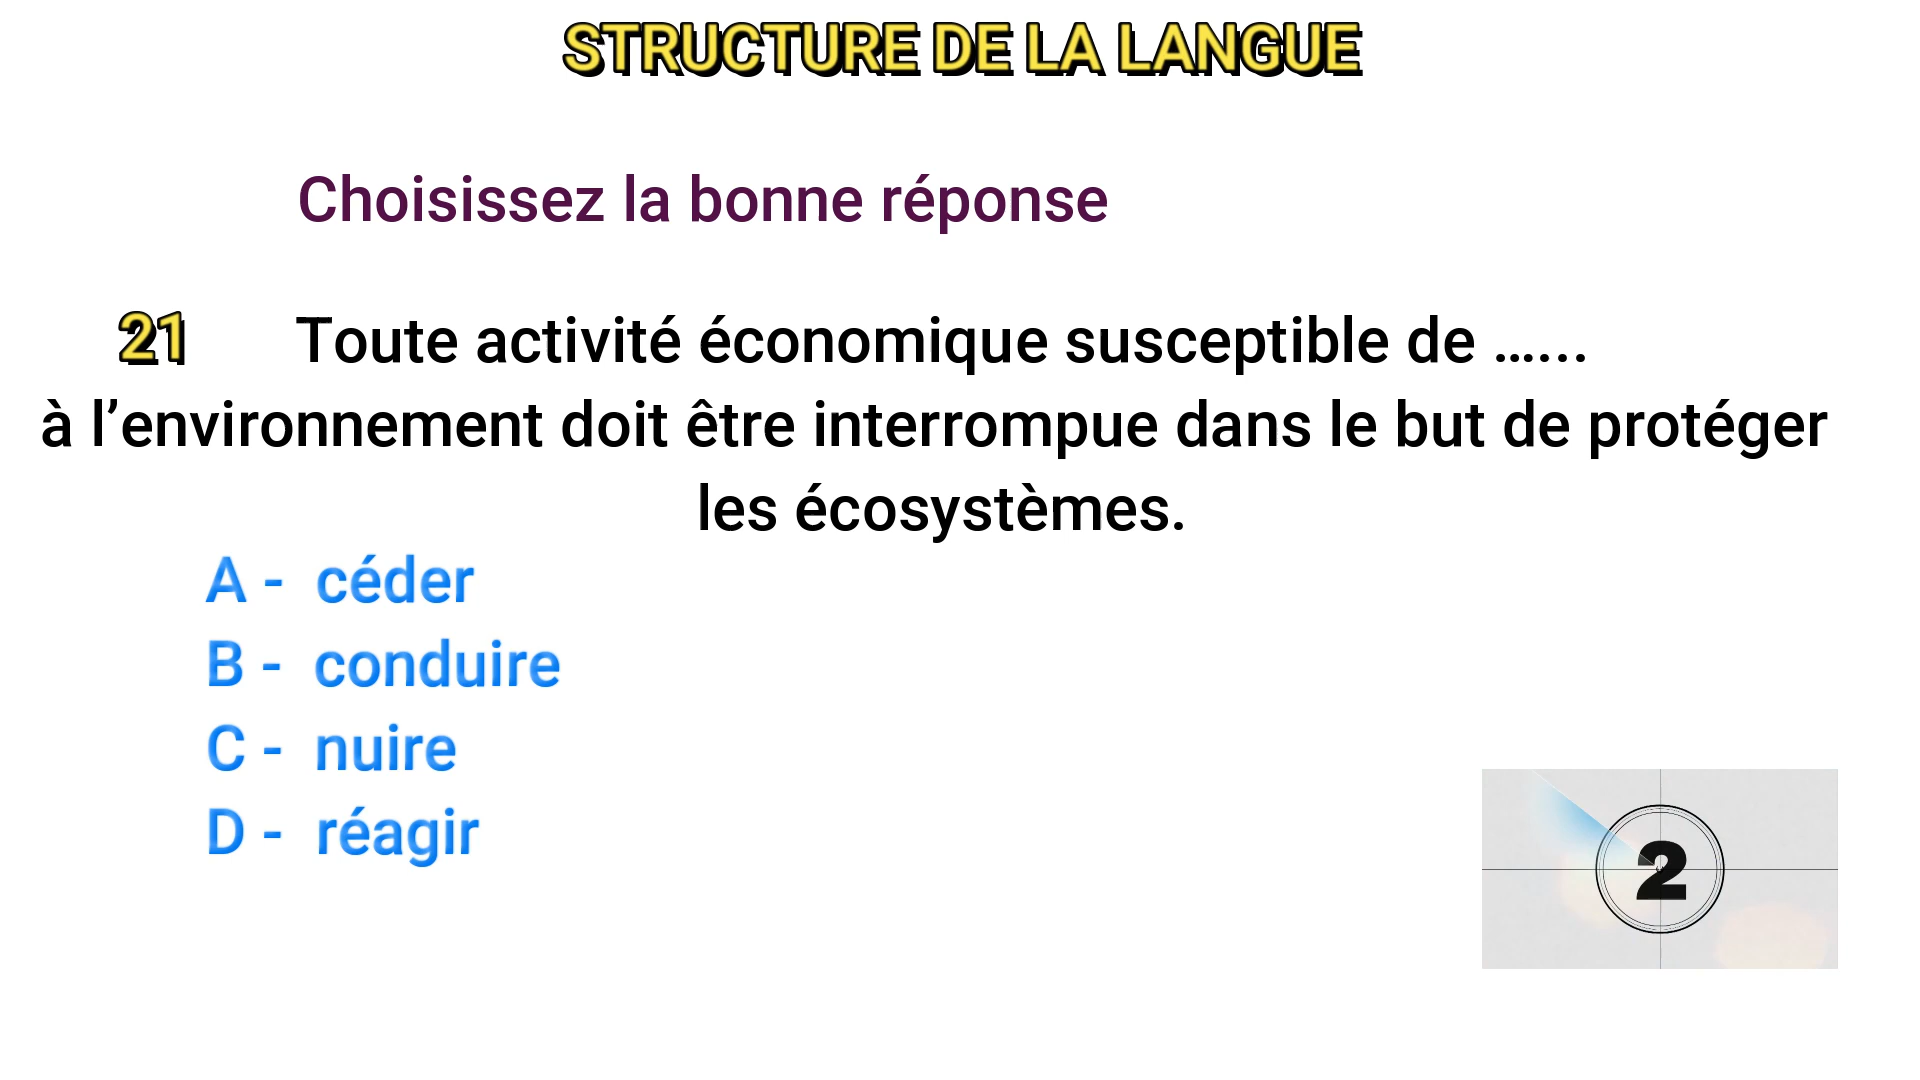 STRUCTURE DE LA LANGUE
Choisissez la bonne réponse
21 Toute activité économique susceptible de …...
à l’environnement doit être interrompue dans le but de protéger
les écosystèmes.
A - céder
B - conduire
C - nuire
D - réagir
2